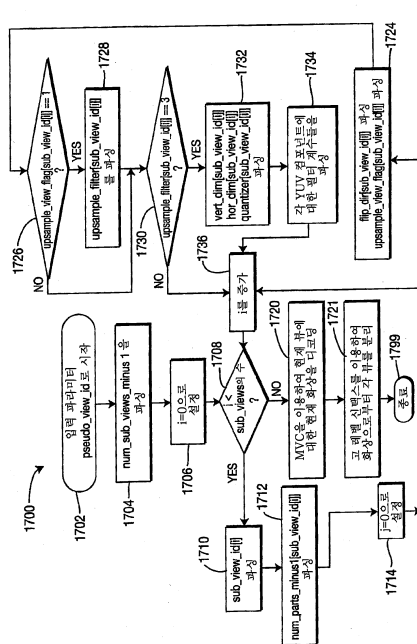 1700
1702
입력 파라미터
pseudo_view_id로 시작
1704
num_sub_views_minus 1 을
파싱
1706
i=0으로
설정
1708
i <
sub_views의 수
?
YES
NO
1710
sub_view_id[i]
파싱
1712
num_parts_minus1[sub_view_id[i]]
파싱
1714
j=0으로
설정
1720
MVC을 이용하여 현재 뷰에
대한 현재 화상을 디코딩
1721
고 레벨 신택스를 이용하여
화상으로부터 각 뷰를 분리
1799
종료
1726
upsample_view_flag[sub_view_id[i]] == 1
?
YES
NO
1728
upsample_filter[sub_view_id[i]]
를 파싱
1730
upsample_filter[sub_view_id[i]] == 3
?
YES
NO
1732
vert_dim[sub_view_id[i]]
hor_dim[sub_view_id[i]]
quantizer[sub_view_id[i]]
파싱
1734
각 YUV 컴포넌트에
대한 필터 계수들을
파싱
1736
i를 증가
1724
flip_dir[sub_view_id[i]] 파싱
upsample_view_flag[sub_view_id[i]] 파싱